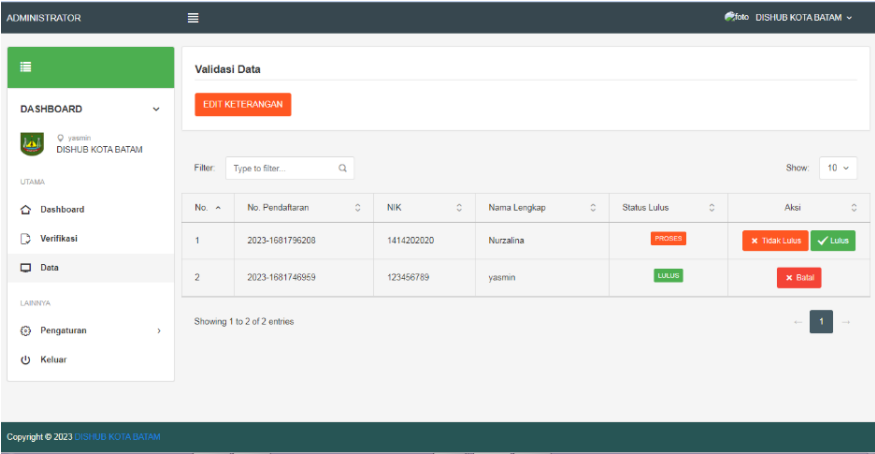 ADMINISTRATOR
foto DISHUB KOTA BATAM
DASHBOARD
yasmin
DISHUB KOTA BATAM
UTAMA
Dashboard
Verifikasi
Data
LAINNYA
Pengaturan
Keluar
Validasi Data
EDIT KETERANGAN
Filter: Type to filter... Show: 10
No. No. Pendaftaran NIK Nama Lengkap Status Lulus Aksi
1 2023-1681796208 1414202020 Nurzalina PROSES Tidak Lulus Lulus
2 2023-1681746959 123456789 yasmin LULUS Batal
Showing 1 to 2 of 2 entries ← 1 →
Copyright © 2023 DISHUB KOTA BATAM